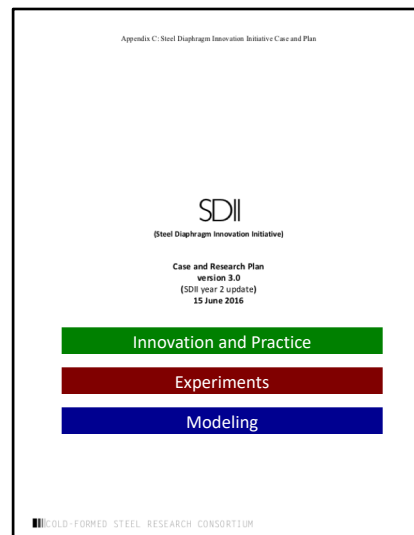 Appendix C: Steel Diaphragm Innovation Initiative Case and Plan
SDII
(Steel Diaphragm Innovation Initiative)
Case and Research Plan
version 3.0
(SDII year 2 update)
15 June 2016
Innovation and Practice
Experiments
Modeling
COLD-FORMED STEEL RESEARCH CONSORTIUM